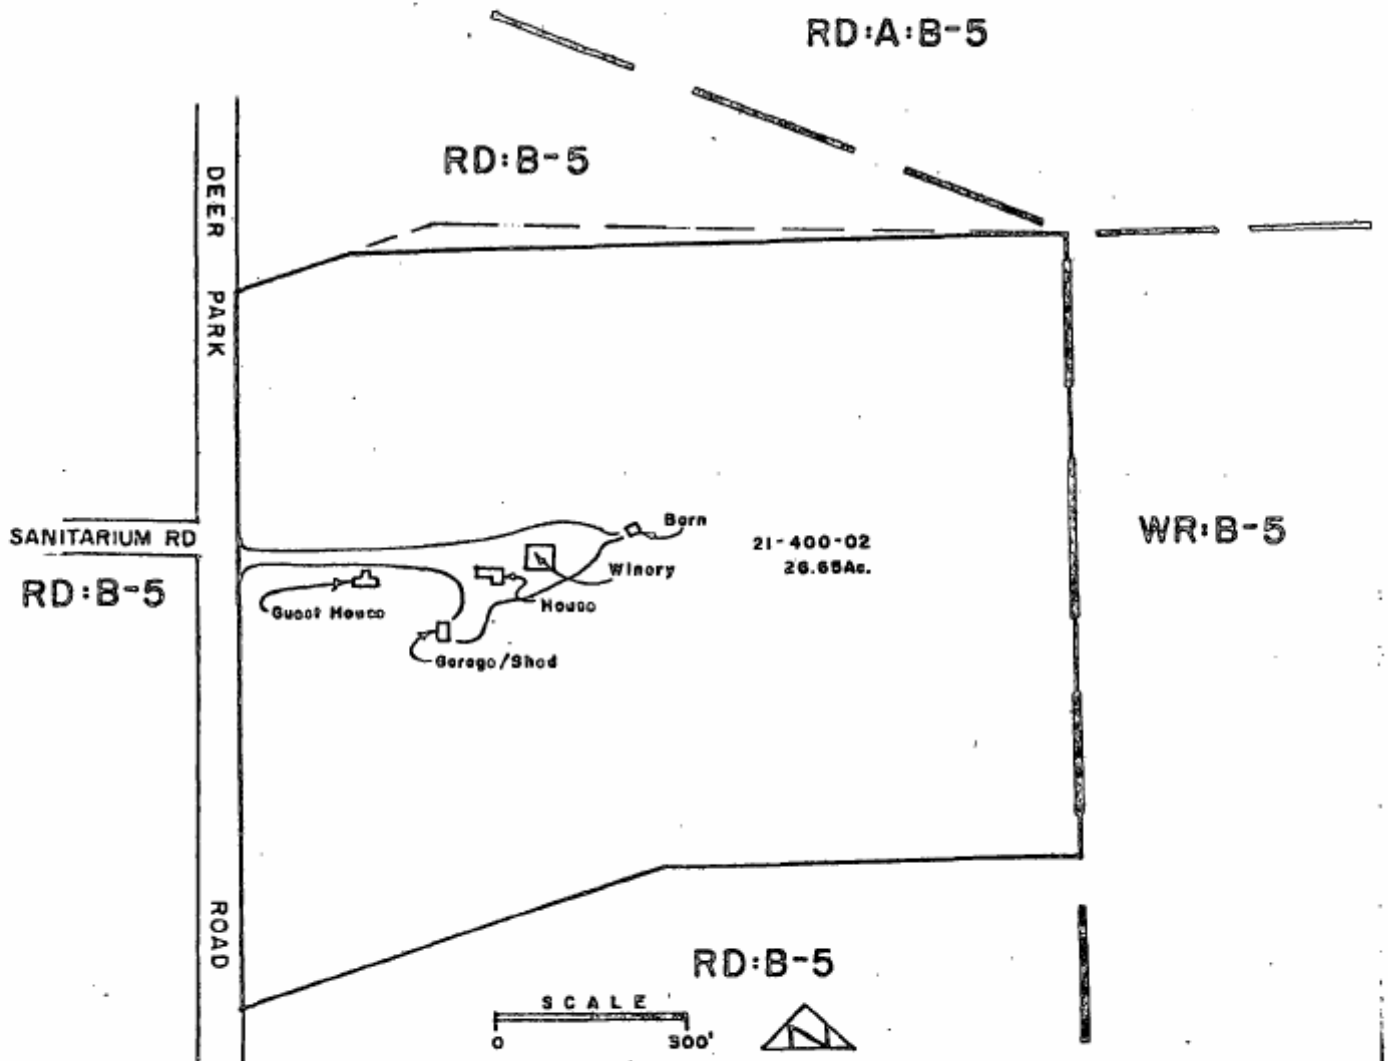 RD:A:B-5
RD:B-5
DEER PARK ROAD
SANITARIUM RD
RD:B-5
Barn
21-400-02
26.65Ac.
WR:B-5
Winery
House
Guest House
Garage/Shed
RD:B-5
SCALE
0 300'
N